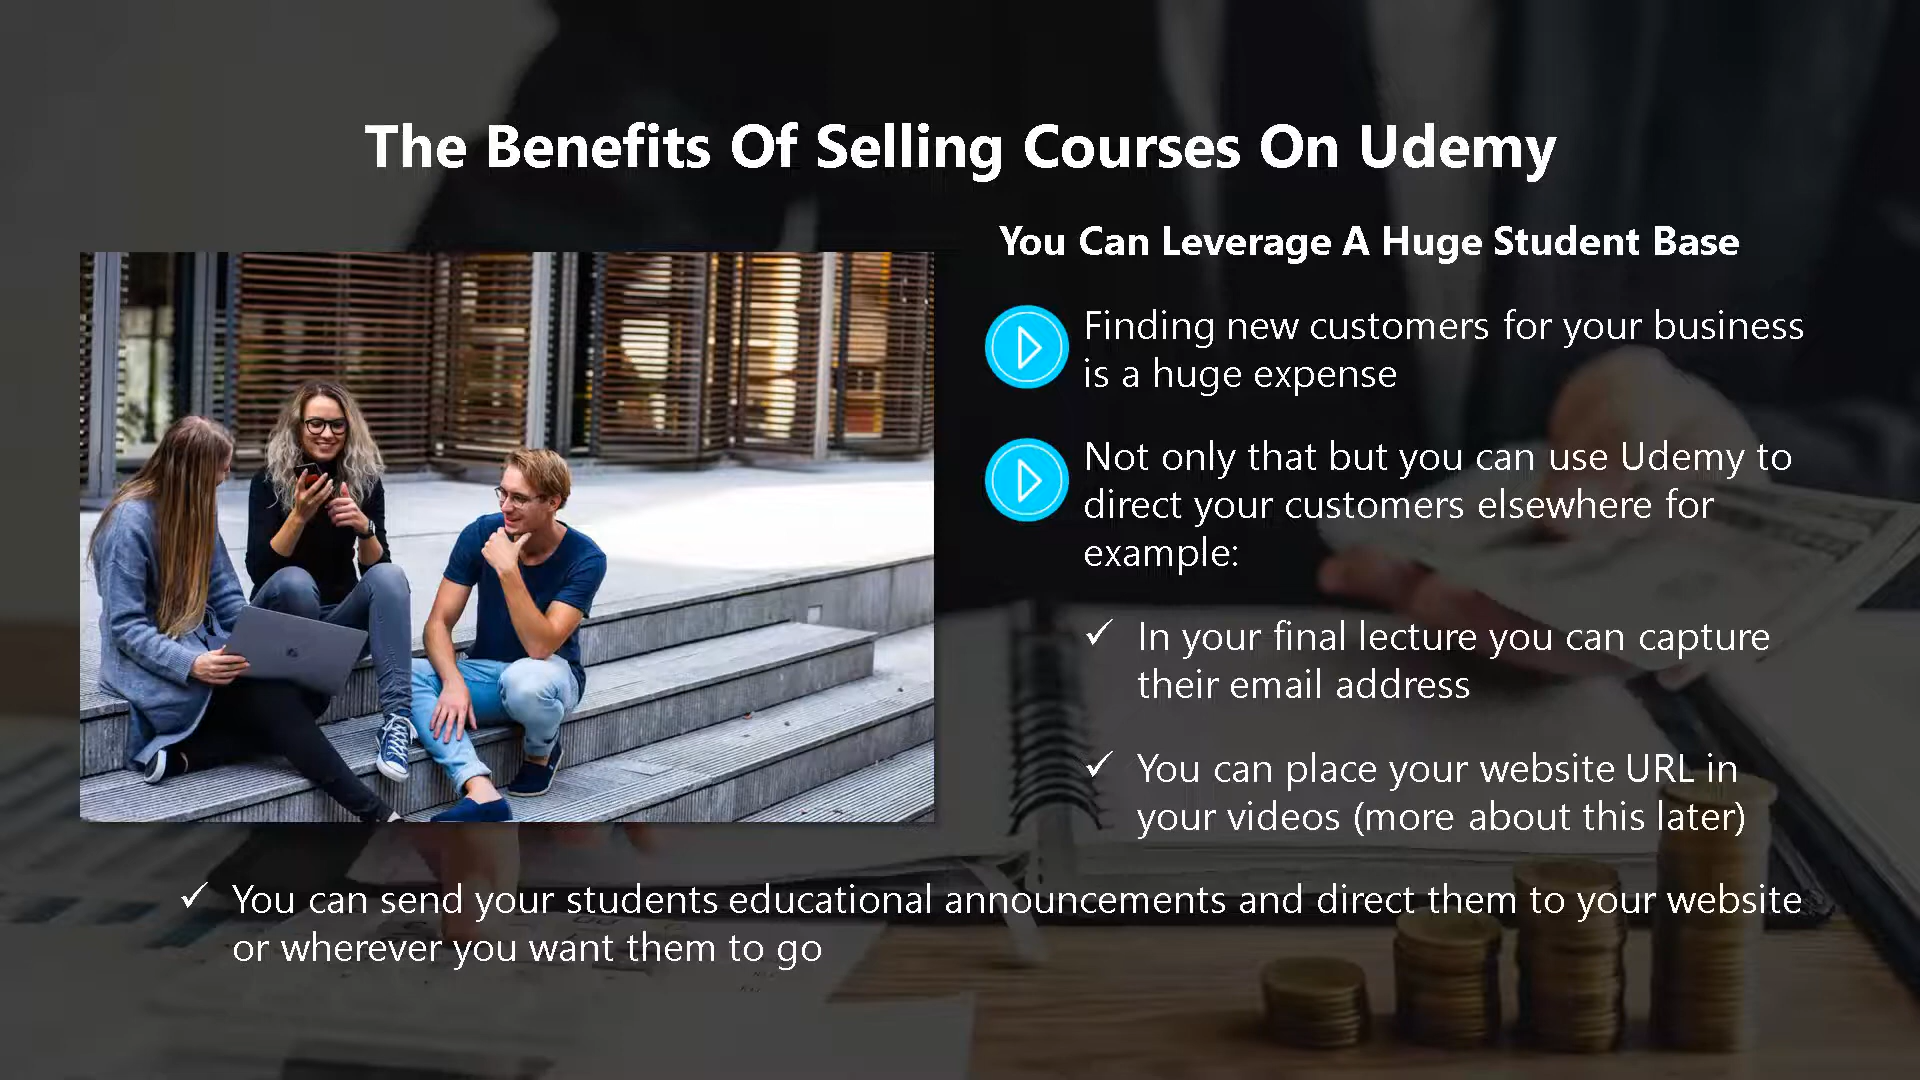 The Benefits Of Selling Courses On Udemy
You Can Leverage A Huge Student Base
Finding new customers for your business
is a huge expense
Not only that but you can use Udemy to
direct your customers elsewhere for
example:
✓ In your final lecture you can capture
their email address
✓ You can place your website URL in
your videos (more about this later)
✓ You can send your students educational announcements and direct them to your website
or wherever you want them to go